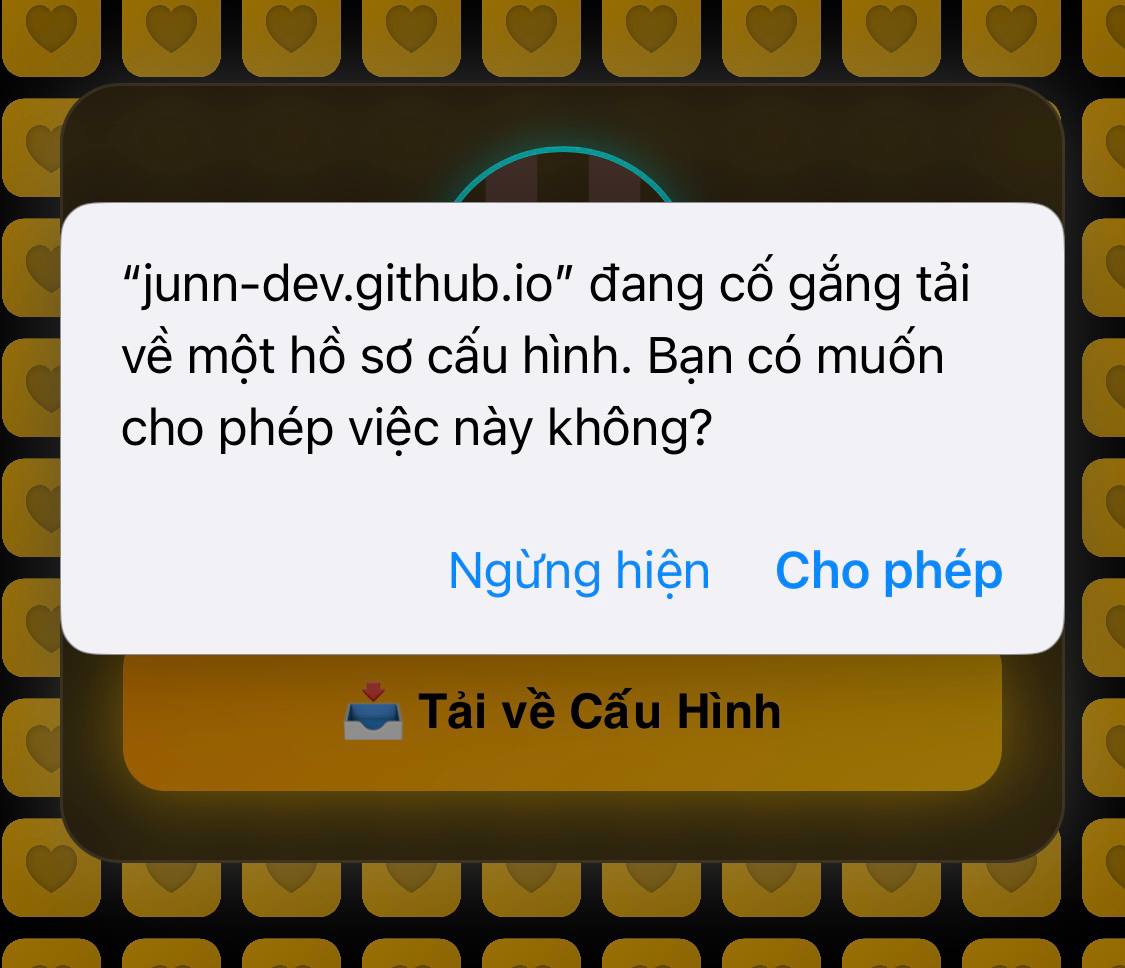 “junn-dev.github.io” đang cố gắng tải
về một hồ sơ cấu hình. Bạn có muốn
cho phép việc này không?
Ngừng hiện Cho phép
Tải về Cấu Hình